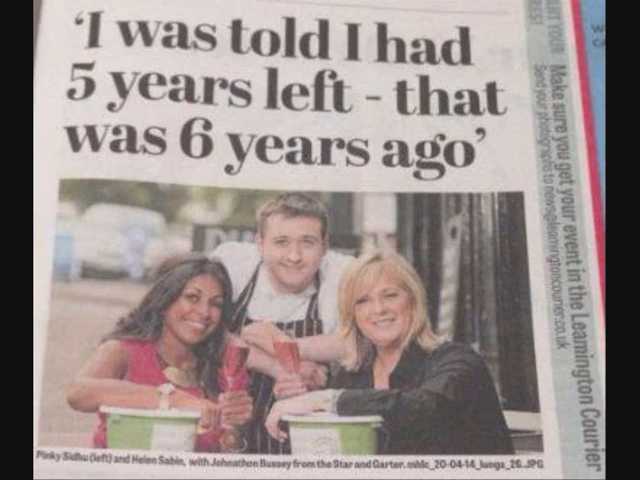 ‘I was told I had
5 years left - that
was 6 years ago’
Pinky Sidhu (left) and Helen Sabin, with Johnathon Bussey from the Star and Garter. mhlc_20-04-14_lungs_26..JPG
Make sure you get your event in the Leamington Courier
Send your photographs to news@leamingtoncourier.co.uk